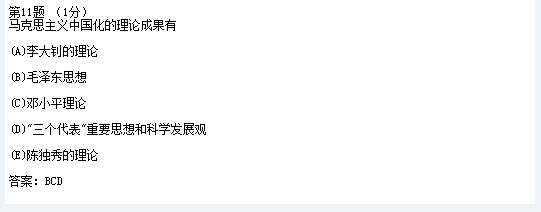 第11题 (1分)
马克思主义中国化的理论成果有
(A)李大钊的理论
(B)毛泽东思想
(C)邓小平理论
(D)"三个代表"重要思想和科学发展观
(E)陈独秀的理论
答案：BCD